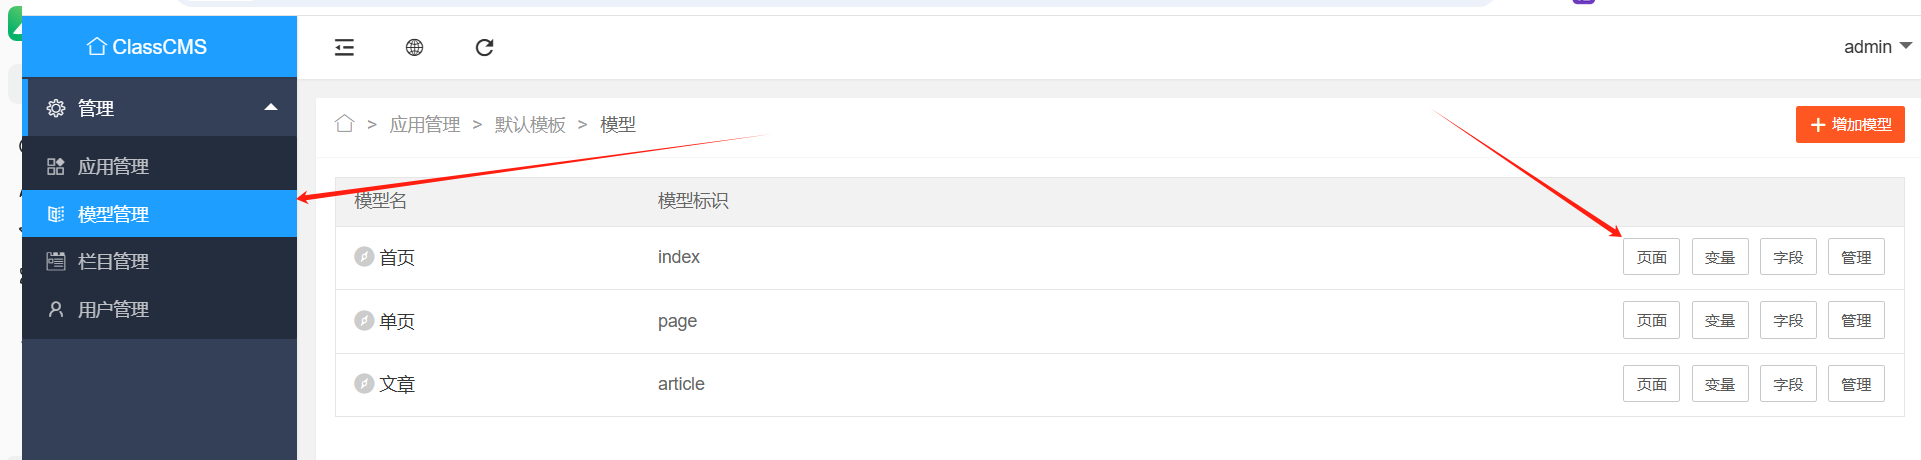 ClassCMS
admin
管理
应用管理
模型管理
栏目管理
用户管理
> 应用管理 > 默认模板 > 模型
增加模型
模型名 模型标识
首页 index 页面 变量 字段 管理
单页 page 页面 变量 字段 管理
文章 article 页面 变量 字段 管理